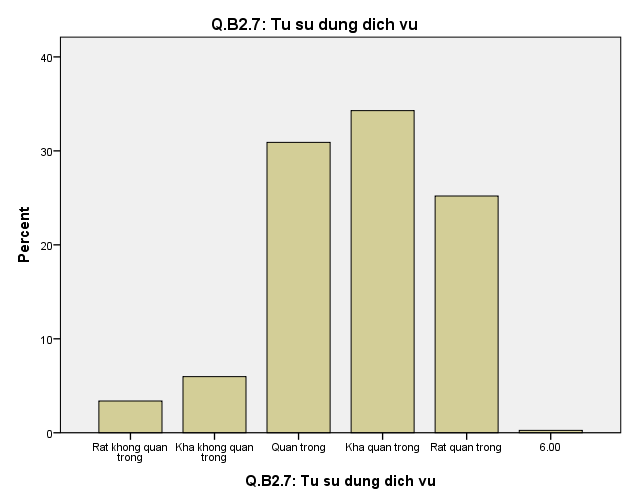 Q.B2.7: Tu su dung dich vu
40
30
20
10
0
Percent
Rat khong quan
trong
Kha khong quan
trong
Quan trong
Kha quan trong
Rat quan trong
6.00
Q.B2.7: Tu su dung dich vu